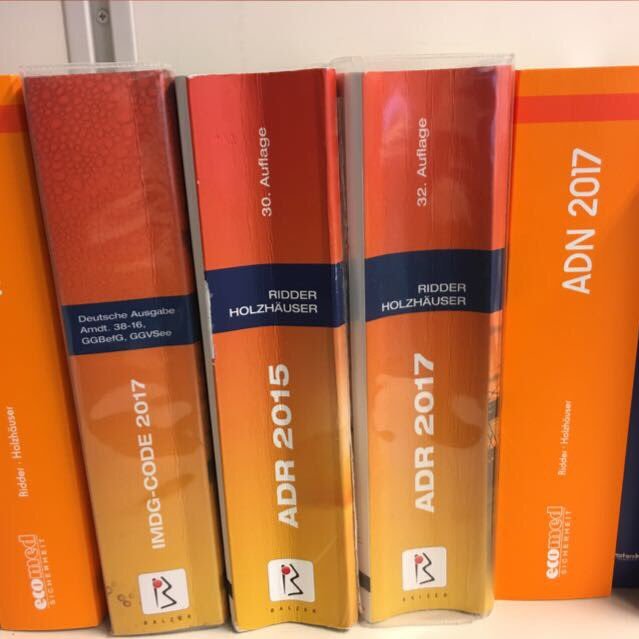 Ridder · Holzhäuser
ecomed
SICHERHEIT
Deutsche Ausgabe
Amdt. 38-16,
GGBefG, GGVSee
IMDG-CODE 2017
BALZER
30. Auflage
RIDDER
HOLZHÄUSER
ADR 2015
BALZER
32. Auflage
RIDDER
HOLZHÄUSER
ADR 2017
BALZER
ADN 2017
Ridder · Holzhäuser
ecomed
SICHERHEIT